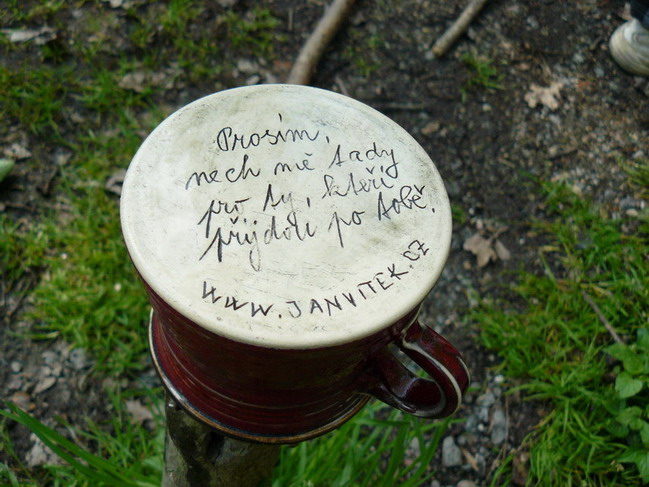 Prosím,
nech mě tady
pro ty, kteří
přijdou po tobě.
WWW.JANVITEK.CZ